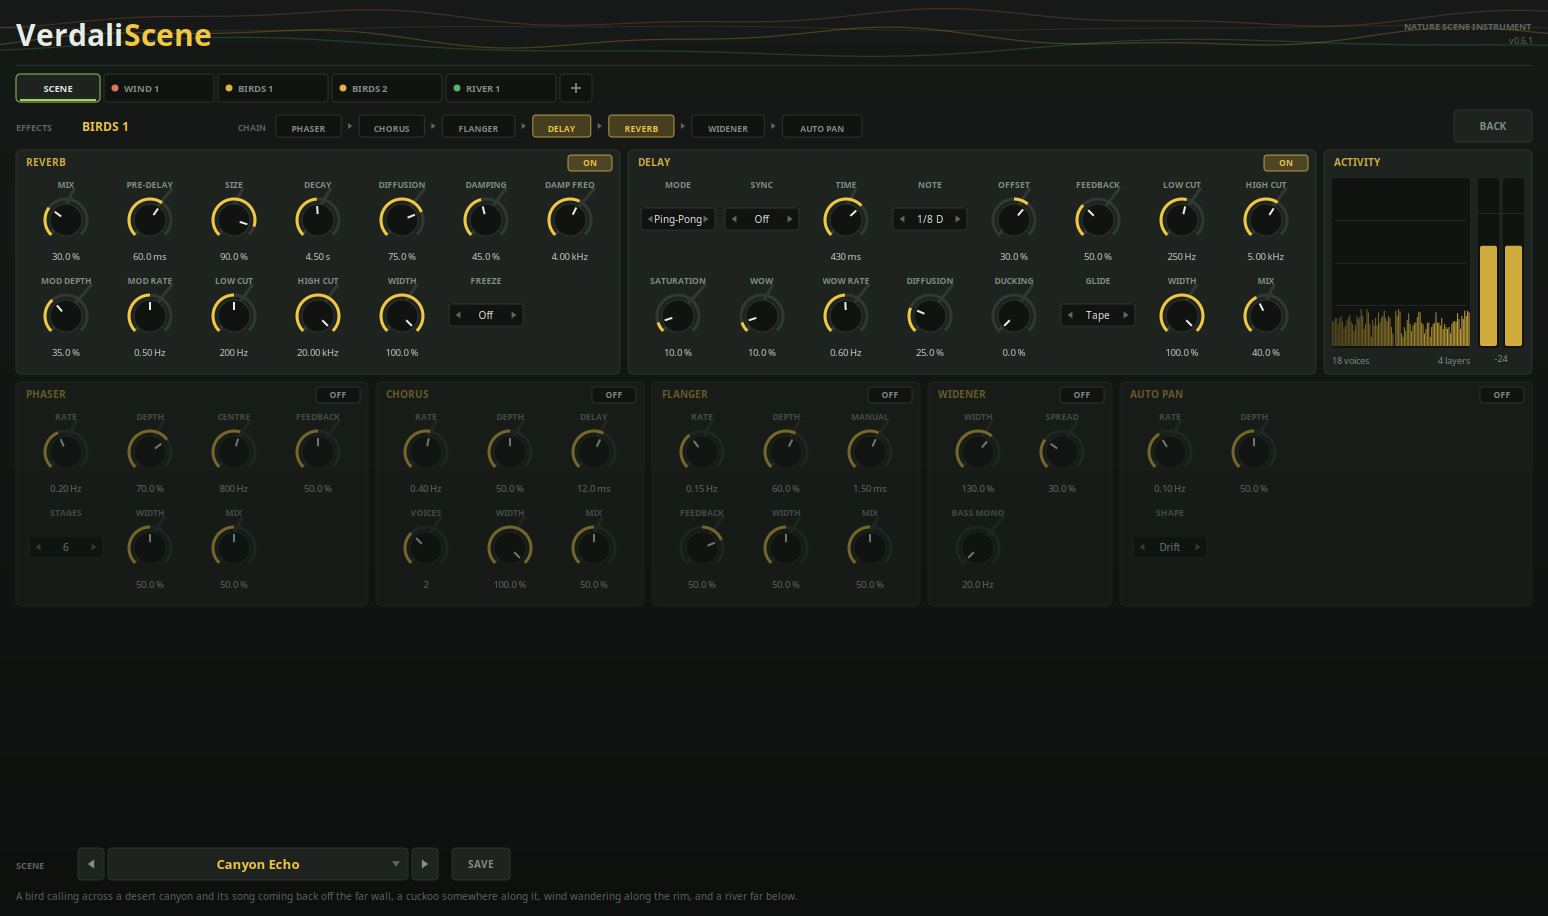 VerdaliScene
NATURE SCENE INSTRUMENT
v0.6.1
SCENE WIND 1 BIRDS 1 BIRDS 2 RIVER 1 +
EFFECTS BIRDS 1 CHAIN PHASER CHORUS FLANGER DELAY REVERB WIDENER AUTO PAN BACK
REVERB ON
MIX PRE-DELAY SIZE DECAY DIFFUSION DAMPING DAMP FREQ
30.0 % 60.0 ms 90.0 % 4.50 s 75.0 % 45.0 % 4.00 kHz
MOD DEPTH MOD RATE LOW CUT HIGH CUT WIDTH FREEZE
Off
35.0 % 0.50 Hz 200 Hz 20.00 kHz 100.0 %
DELAY ON
MODE SYNC TIME NOTE OFFSET FEEDBACK LOW CUT HIGH CUT
Ping-Pong Off 1/8 D
430 ms 30.0 % 50.0 % 250 Hz 5.00 kHz
SATURATION WOW WOW RATE DIFFUSION DUCKING GLIDE WIDTH MIX
Tape
10.0 % 10.0 % 0.60 Hz 25.0 % 0.0 % 100.0 % 40.0 %
ACTIVITY
18 voices 4 layers -24
PHASER OFF
RATE DEPTH CENTRE FEEDBACK
0.20 Hz 70.0 % 800 Hz 50.0 %
STAGES WIDTH MIX
6
50.0 % 50.0 %
CHORUS OFF
RATE DEPTH DELAY
0.40 Hz 50.0 % 12.0 ms
VOICES WIDTH MIX
2 100.0 % 50.0 %
FLANGER OFF
RATE DEPTH MANUAL
0.15 Hz 60.0 % 1.50 ms
FEEDBACK WIDTH MIX
50.0 % 50.0 % 50.0 %
WIDENER OFF
WIDTH SPREAD
130.0 % 30.0 %
BASS MONO
20.0 Hz
AUTO PAN OFF
RATE DEPTH
0.10 Hz 50.0 %
SHAPE
Drift
SCENE Canyon Echo SAVE
A bird calling across a desert canyon and its song coming back off the far wall, a cuckoo somewhere along it, wind wandering along the rim, and a river far below.